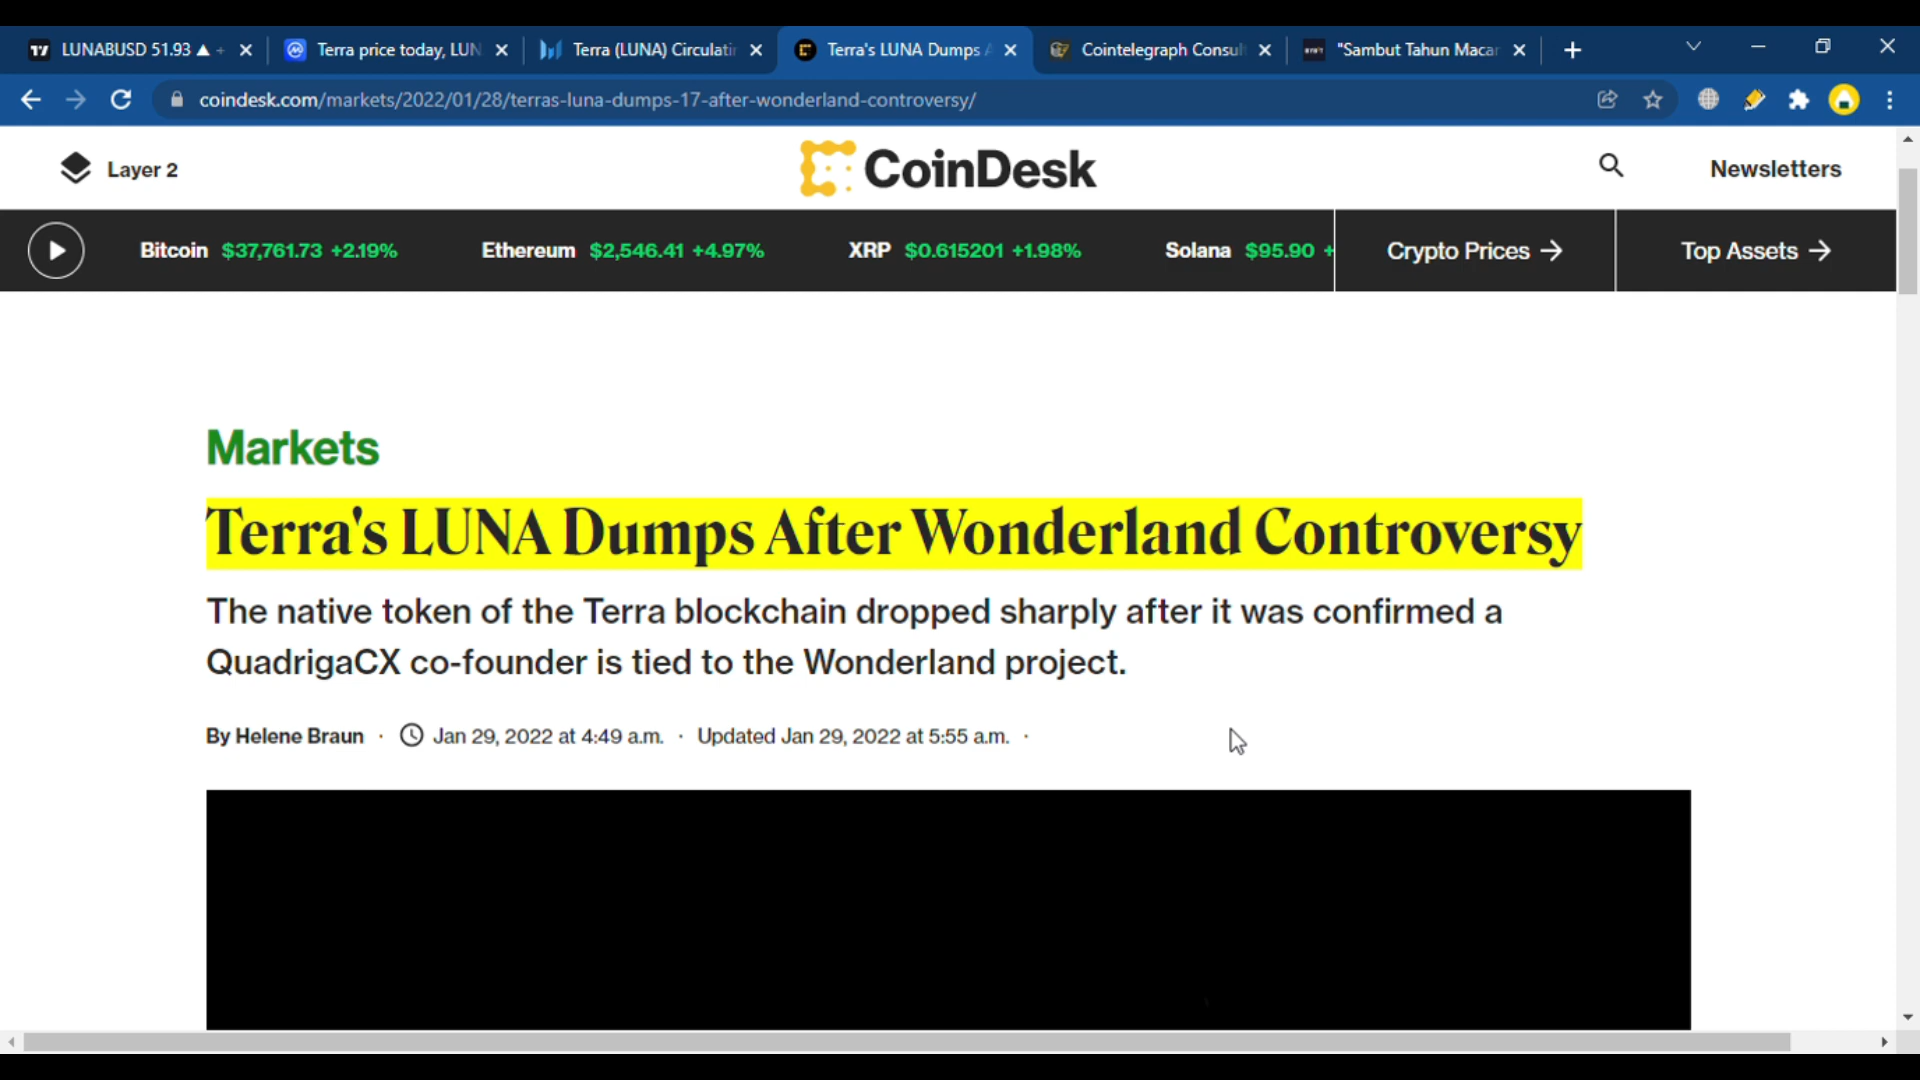 LUNABUSD 51.93 ▲ +
Terra price today, LUN
Terra (LUNA) Circulatin
Terra's LUNA Dumps A
Cointelegraph Consult
"Sambut Tahun Macan
coindesk.com/markets/2022/01/28/terras-luna-dumps-17-after-wonderland-controversy/
Layer 2
CoinDesk
Newsletters
Bitcoin $37,761.73 +2.19%
Ethereum $2,546.41 +4.97%
XRP $0.615201 +1.98%
Solana $95.90 +
Crypto Prices →
Top Assets →
Markets
Terra's LUNA Dumps After Wonderland Controversy
The native token of the Terra blockchain dropped sharply after it was confirmed a
QuadrigaCX co-founder is tied to the Wonderland project.
By Helene Braun · Jan 29, 2022 at 4:49 a.m. · Updated Jan 29, 2022 at 5:55 a.m. ·